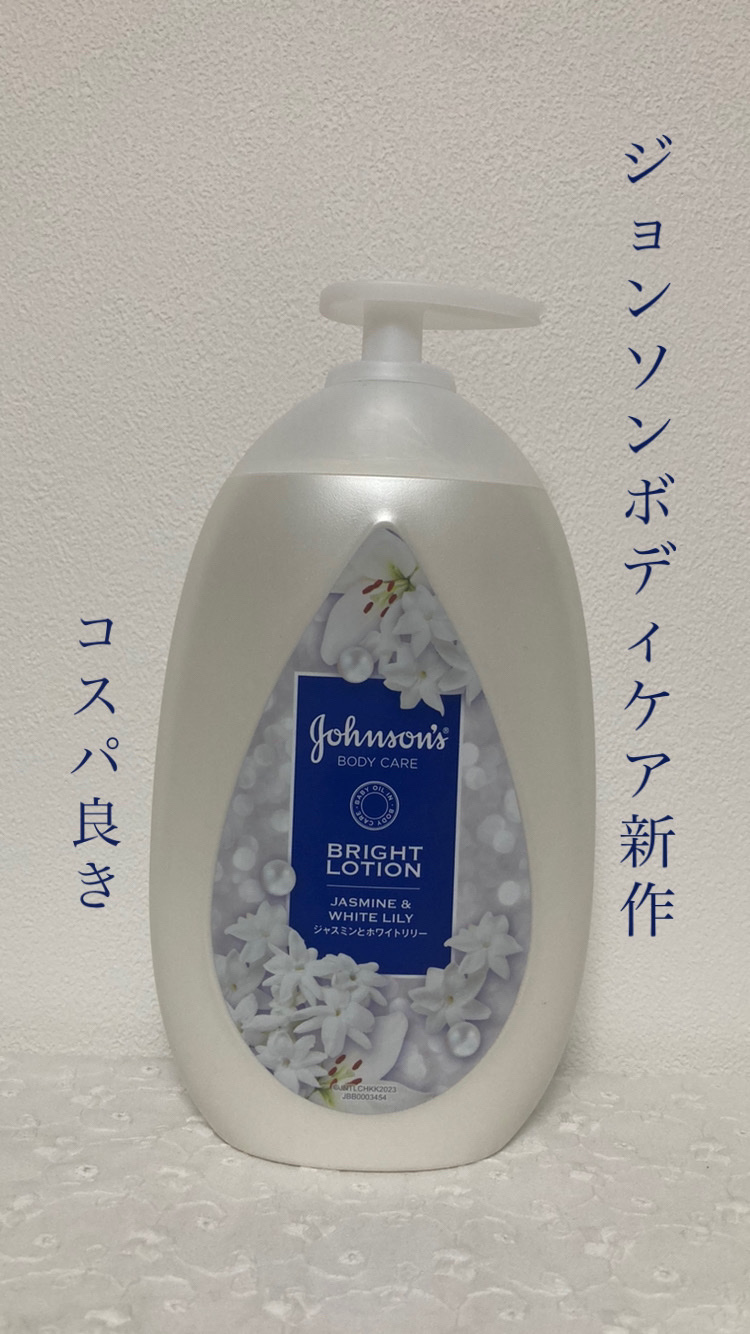 ジョンソンボディケア新作
コスパ良き
Johnson's®
BODY CARE
BABY OIL IN · BODY CARE ·
BRIGHT
LOTION
JASMINE &
WHITE LILY
ジャスミンとホワイトリリー
©JNTLCHKK2023
JBB0003454